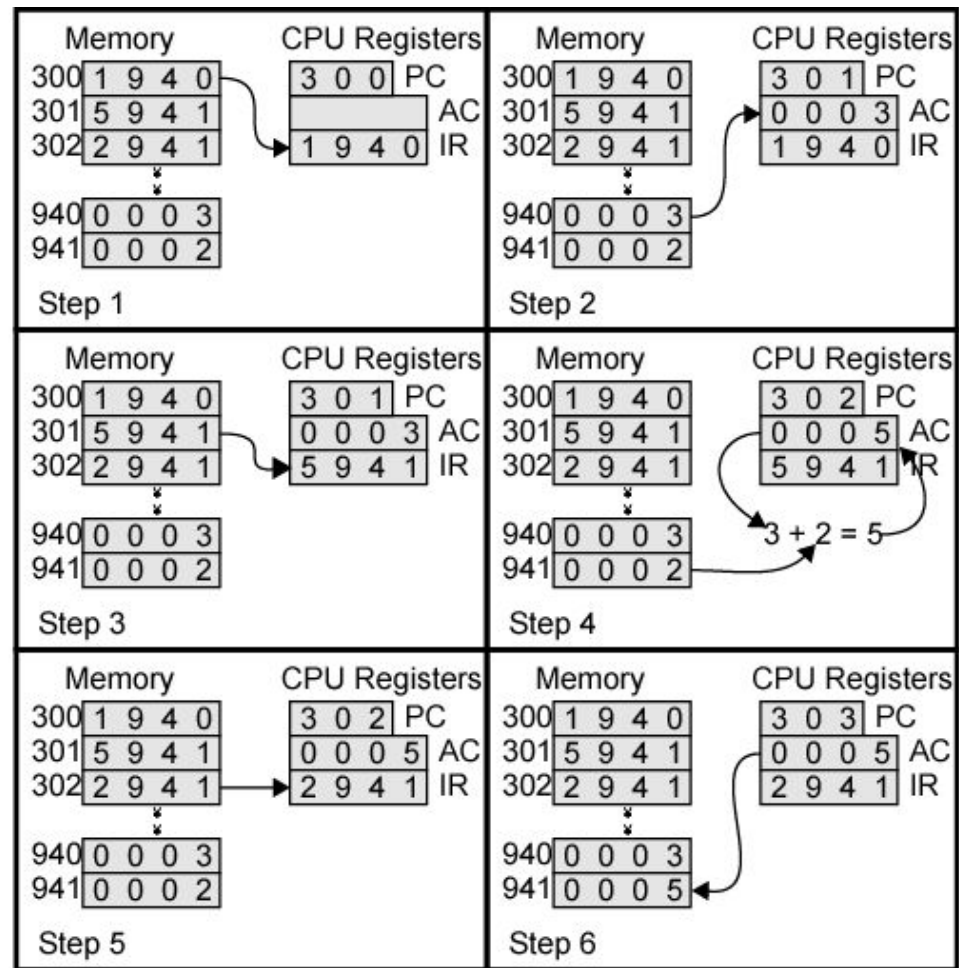 Memory CPU Registers
300 1 9 4 0 3 0 0 PC
301 5 9 4 1 AC
302 2 9 4 1 1 9 4 0 IR
940 0 0 0 3
941 0 0 0 2
Step 1
Memory CPU Registers
300 1 9 4 0 3 0 1 PC
301 5 9 4 1 0 0 0 3 AC
302 2 9 4 1 1 9 4 0 IR
940 0 0 0 3
941 0 0 0 2
Step 2
Memory CPU Registers
300 1 9 4 0 3 0 1 PC
301 5 9 4 1 0 0 0 3 AC
302 2 9 4 1 5 9 4 1 IR
940 0 0 0 3
941 0 0 0 2
Step 3
Memory CPU Registers
300 1 9 4 0 3 0 2 PC
301 5 9 4 1 0 0 0 5 AC
302 2 9 4 1 5 9 4 1 IR
940 0 0 0 3 3 + 2 = 5
941 0 0 0 2
Step 4
Memory CPU Registers
300 1 9 4 0 3 0 2 PC
301 5 9 4 1 0 0 0 5 AC
302 2 9 4 1 2 9 4 1 IR
940 0 0 0 3
941 0 0 0 2
Step 5
Memory CPU Registers
300 1 9 4 0 3 0 3 PC
301 5 9 4 1 0 0 0 5 AC
302 2 9 4 1 2 9 4 1 IR
940 0 0 0 3
941 0 0 0 5
Step 6